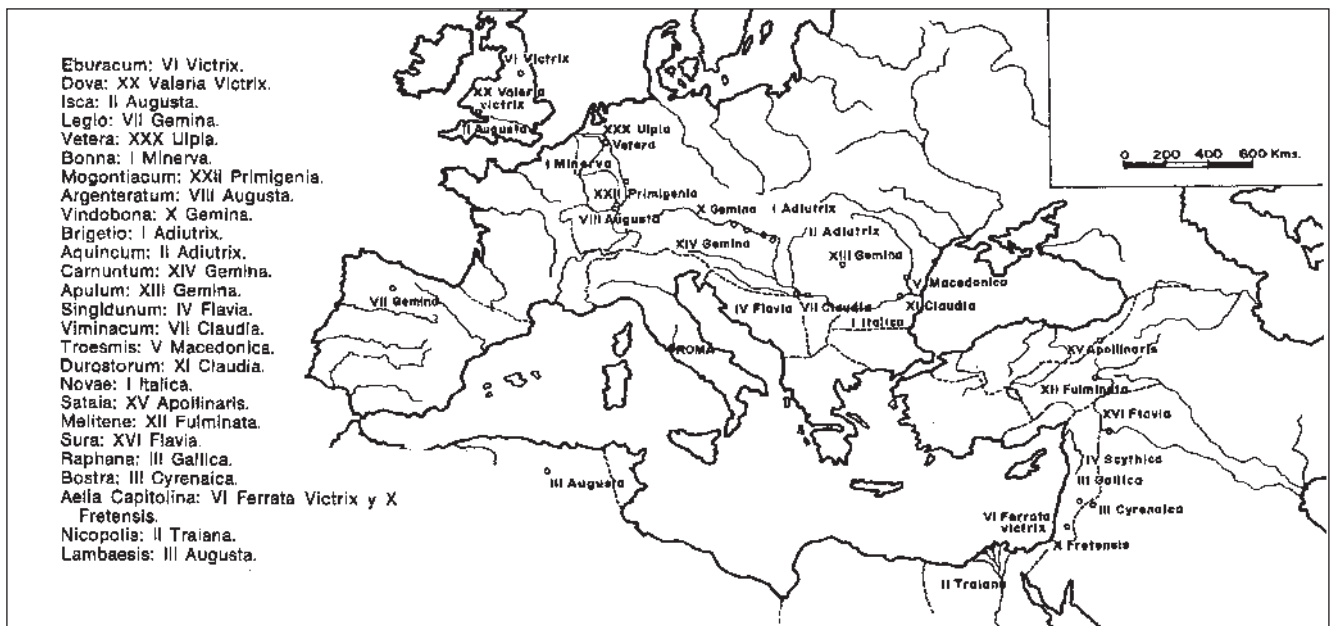 Eburacum: VI Victrix.
Dova: XX Valeria Victrix.
Isca: II Augusta.
Legio: VII Gemina.
Vetera: XXX Ulpia.
Bonna: I Minerva.
Mogontiacum: XXII Primigenia.
Argenteratum: VIII Augusta.
Vindobona: X Gemina.
Brigetio: I Adiutrix.
Aquincum: II Adiutrix.
Carnuntum: XIV Gemina.
Apulum: XIII Gemina.
Singidunum: IV Flavia.
Viminacum: VII Claudia.
Troesmis: V Macedonica.
Durostorum: XI Claudia.
Novae: I Italica.
Sataia: XV Apollinaris.
Melitene: XII Fulminata.
Sura: XVI Flavia.
Raphana: III Gallica.
Bostra: III Cyrenaica.
Aelia Capitolina: VI Ferrata Victrix y X
Fretensis.
Nicopolis: II Traiana.
Lambaesis: III Augusta.
VI Victrix
XX Valeria
victrix
II Augusta
XXX Ulpia
Vetera
I Minerva
XXII Primigenia
VIII Augusta
X Gemina
I Adiutrix
II Adiutrix
XIV Gemina
XIII Gemina
V Macedonica
VII Gemina
IV Flavia
VII Claudia
XI Claudia
I Italica
ROMA
XV Apollinaris
XII Fulminata
XVI Flavia
IV Scythica
III Gallica
III Augusta
III Cyrenaica
VI Ferrata
victrix
X Fretensis
II Traiana
0 200 400 600 Kms.